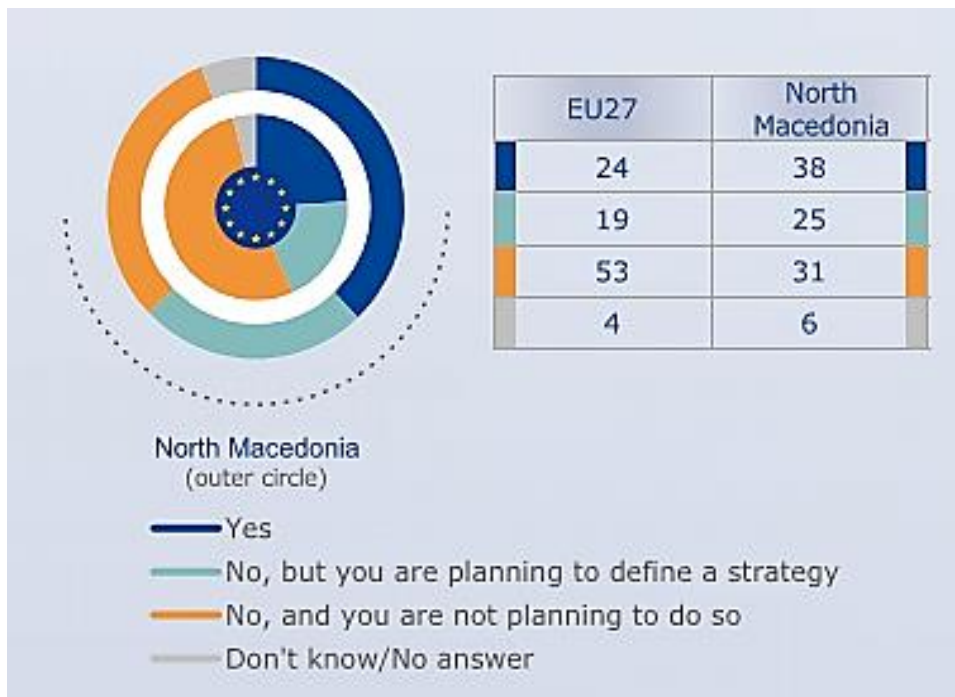 EU27
North
Macedonia
24
38
19
25
53
31
4
6
North Macedonia
(outer circle)
Yes
No, but you are planning to define a strategy
No, and you are not planning to do so
Don't know/No answer